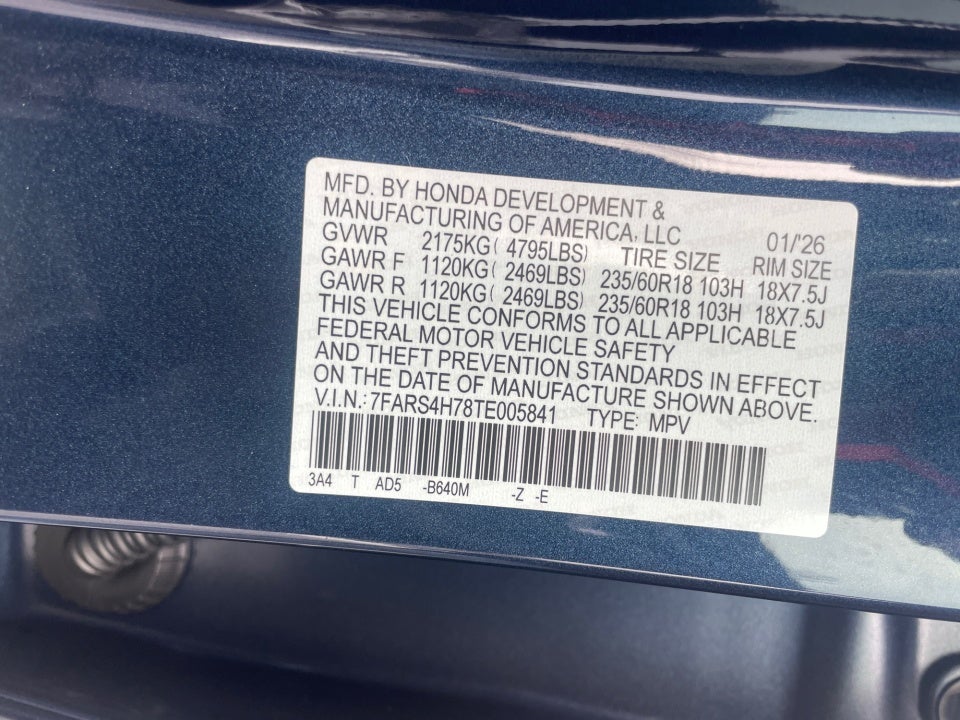 MFD. BY HONDA DEVELOPMENT &
MANUFACTURING OF AMERICA, LLC 01/'26
GVWR 2175KG( 4795LBS) TIRE SIZE RIM SIZE
GAWR F 1120KG( 2469LBS) 235/60R18 103H 18X7.5J
GAWR R 1120KG( 2469LBS) 235/60R18 103H 18X7.5J
THIS VEHICLE CONFORMS TO ALL APPLICABLE
FEDERAL MOTOR VEHICLE SAFETY
AND THEFT PREVENTION STANDARDS IN EFFECT
ON THE DATE OF MANUFACTURE SHOWN ABOVE.
V.I.N.: 7FARS4H78TE005841 TYPE: MPV
3A4 T AD5 -B640M -Z -E